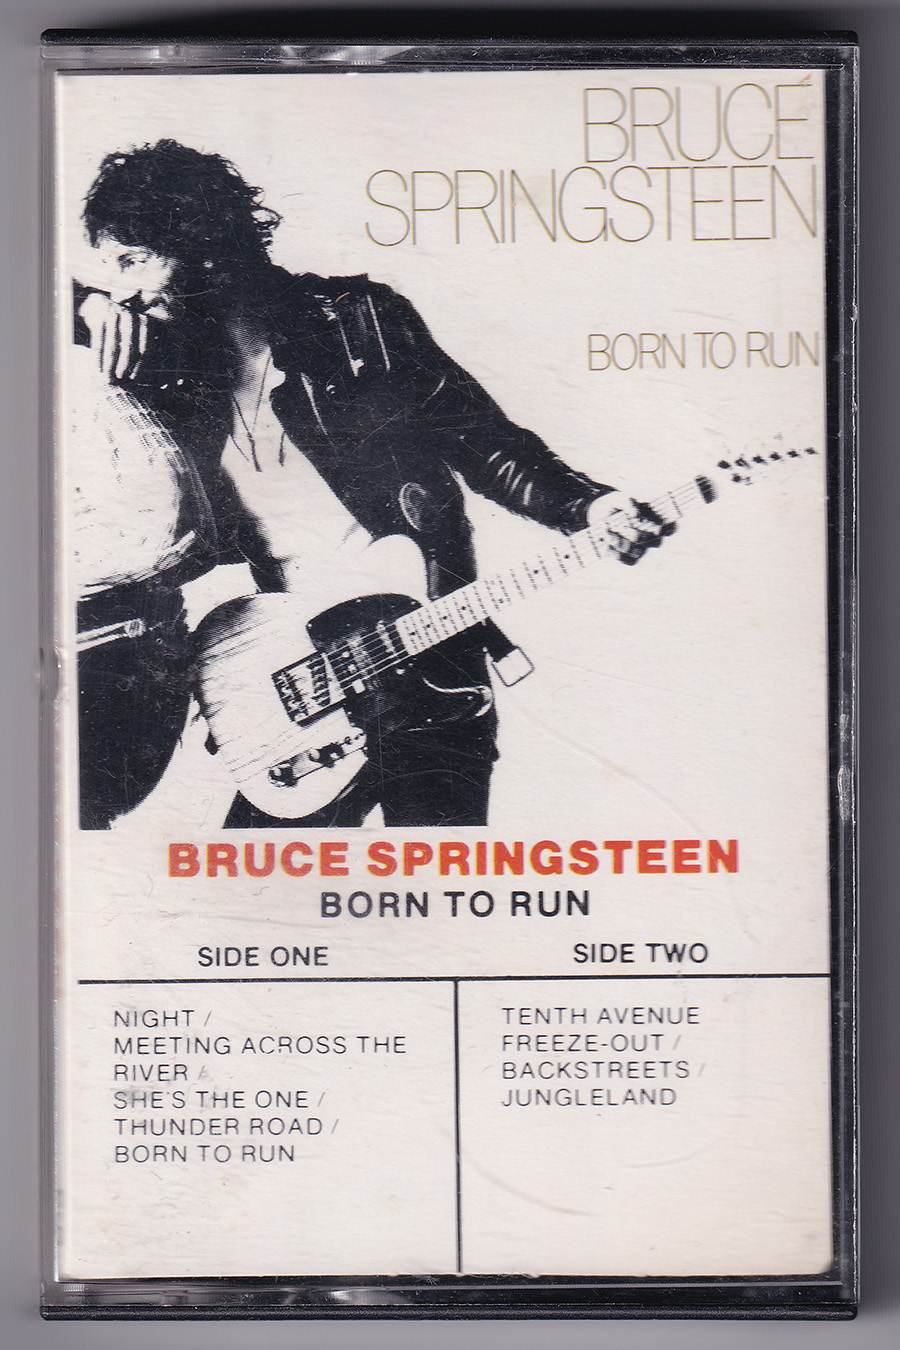 BRUCE
SPRINGSTEEN
BORN TO RUN
BRUCE SPRINGSTEEN
BORN TO RUN
SIDE ONE
NIGHT /
MEETING ACROSS THE
RIVER /
SHE'S THE ONE /
THUNDER ROAD /
BORN TO RUN
SIDE TWO
TENTH AVENUE
FREEZE-OUT /
BACKSTREETS /
JUNGLELAND